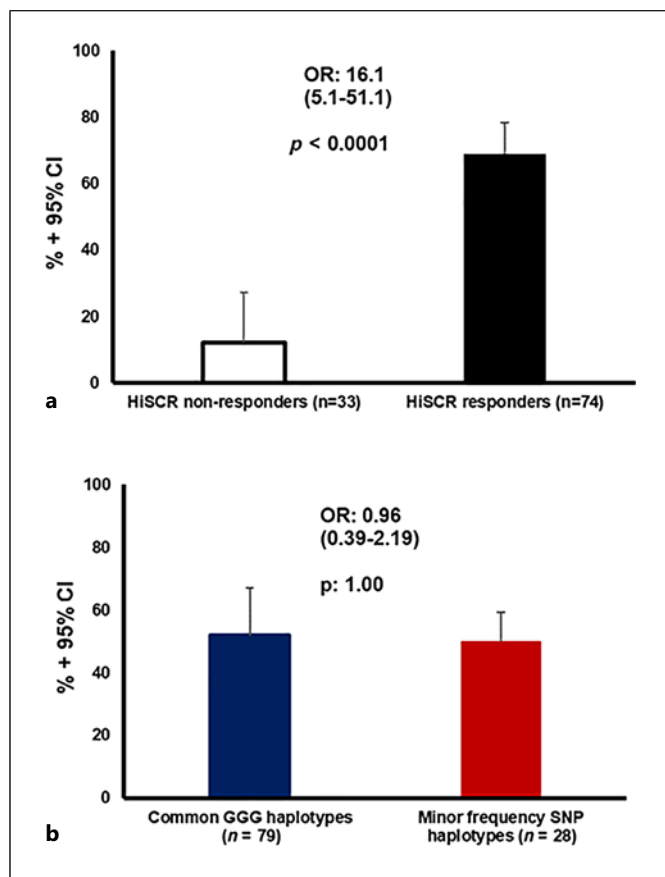 100
80
60
40
20
0
% + 95% CI
OR: 16.1
(5.1-51.1)
p < 0.0001
HiSCR non-responders (n=33)
HiSCR responders (n=74)
a
100
80
60
40
20
0
% + 95% CI
OR: 0.96
(0.39-2.19)
p: 1.00
Common GGG haplotypes
(n = 79)
Minor frequency SNP
haplotypes (n = 28)
b